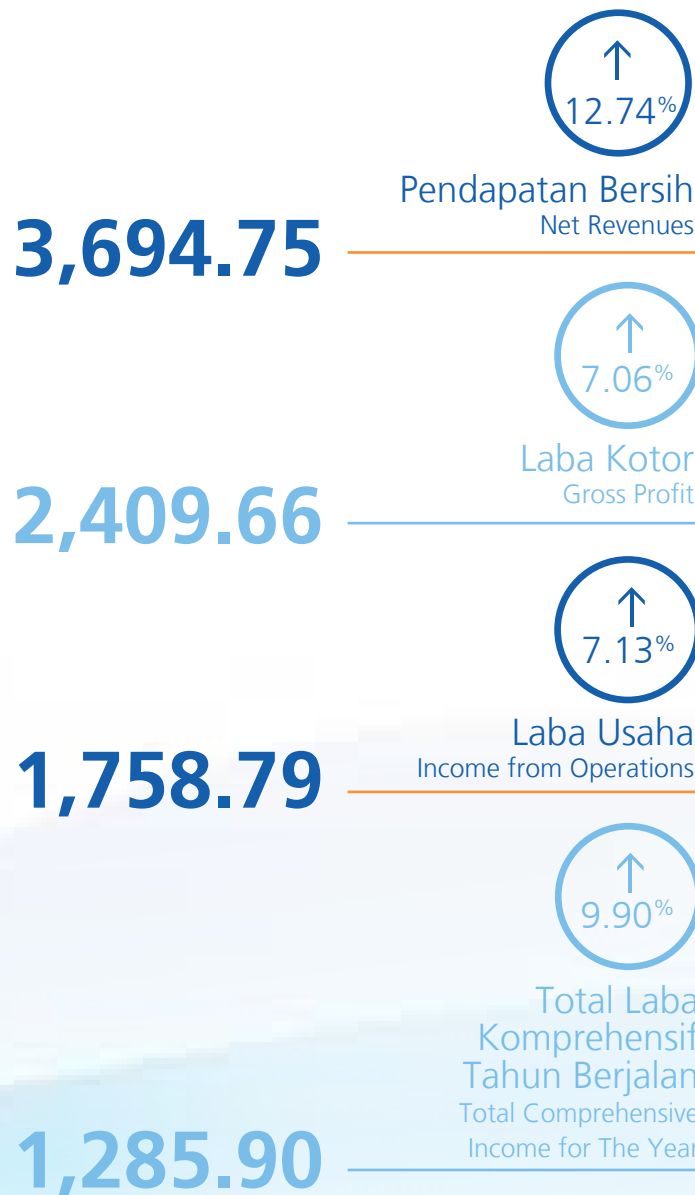 ↑
12.74%
Pendapatan Bersih
Net Revenues
3,694.75
↑
7.06%
Laba Kotor
Gross Profit
2,409.66
↑
7.13%
Laba Usaha
Income from Operations
1,758.79
↑
9.90%
Total Laba
Komprehensif
Tahun Berjalan
Total Comprehensive
Income for The Year
1,285.90